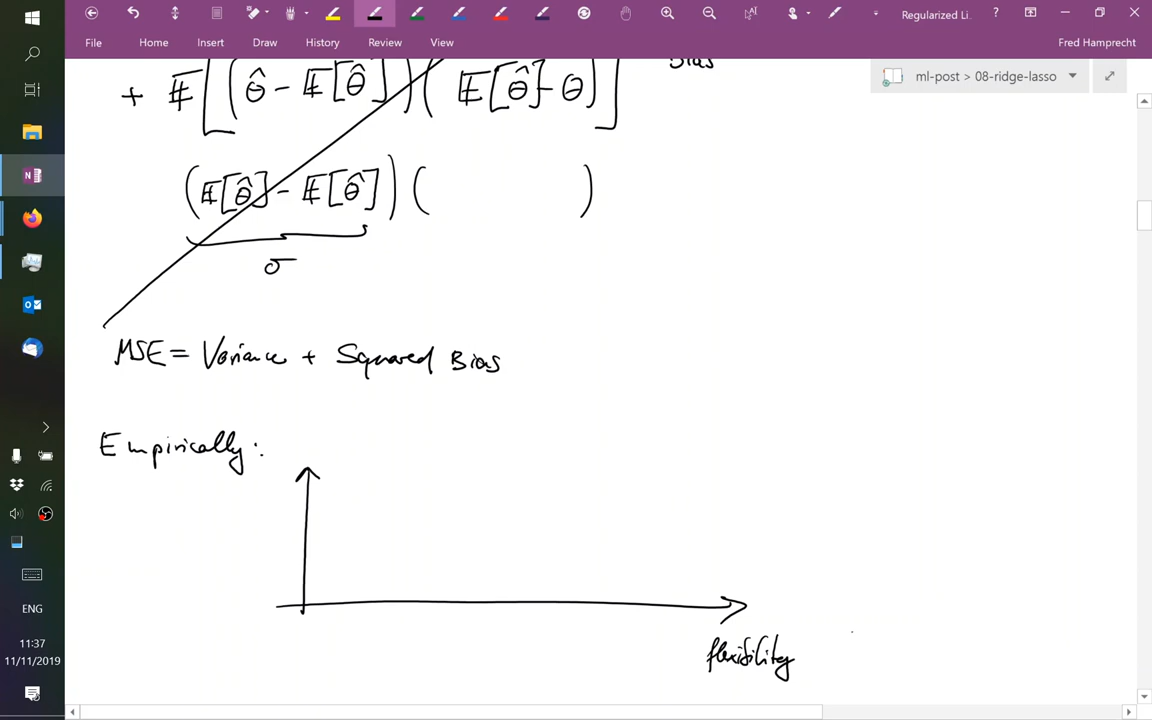 Regularized Li... ?
File Home Insert Draw History Review View Fred Hamprecht
ml-post > 08-ridge-lasso
Bias
+ 𝔼[(θ̂ - 𝔼[θ̂])(𝔼[θ̂] - θ)]
(𝔼[θ̂] - 𝔼[θ̂]) ( )
0
MSE = Variance + Squared Bias
Empirically:
flexibility
ENG
11:37
11/11/2019